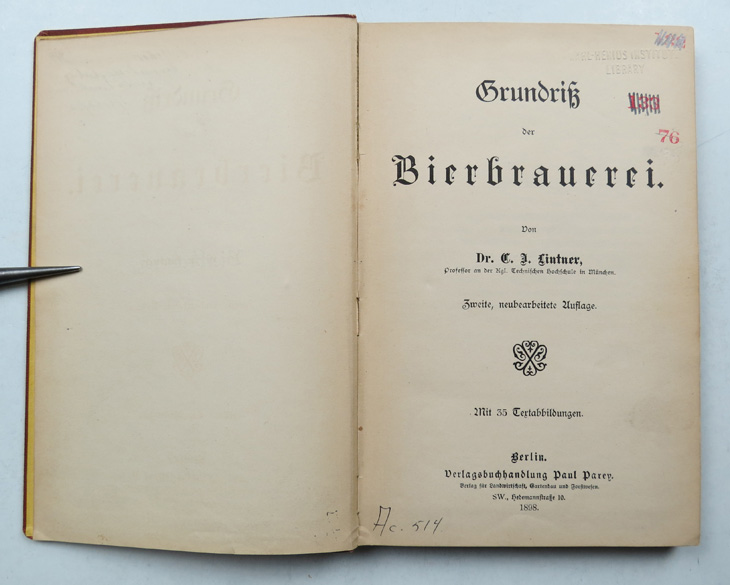 LIBRARY
76
Grundriß
der
Bierbrauerei.
Von
Dr. C. J. Lintner,
Professor an der Kgl. Technischen Hochschule in München.
Zweite, neubearbeitete Auflage.
Mit 35 Textabbildungen.
Berlin.
Verlagsbuchhandlung Paul Parey.
Verlag für Landwirtschaft, Gartenbau und Forstwesen.
SW., Hedemannstraße 10.
1898.
Ac. 514